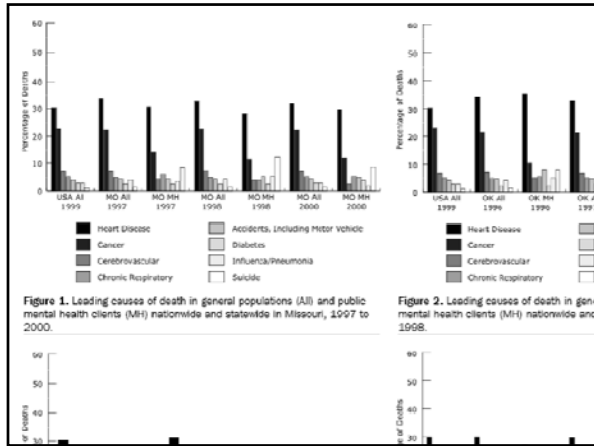 60
50
40
30
20
10
0
Percentage of Deaths
USA All
1999
MO All
1997
MO MH
1997
MO All
1998
MO MH
1998
MO All
2000
MO MH
2000
Heart Disease
Cancer
Cerebrovascular
Chronic Respiratory
Accidents, Including Motor Vehicle
Diabetes
Influenza/Pneumonia
Suicide
Figure 1. Leading causes of death in general populations (All) and public
mental health clients (MH) nationwide and statewide in Missouri, 1997 to
2000.
60
50
40
30
20
10
0
Percentage of Deaths
USA All
1999
OK All
1996
OK MH
1996
OK A
199
Heart Disease
Cancer
Cerebrovascular
Chronic Respiratory
Figure 2. Leading causes of death in gen
mental health clients (MH) nationwide and
1998.
60
50
40
30
of Deaths
60
50
40
30
ge of Deaths